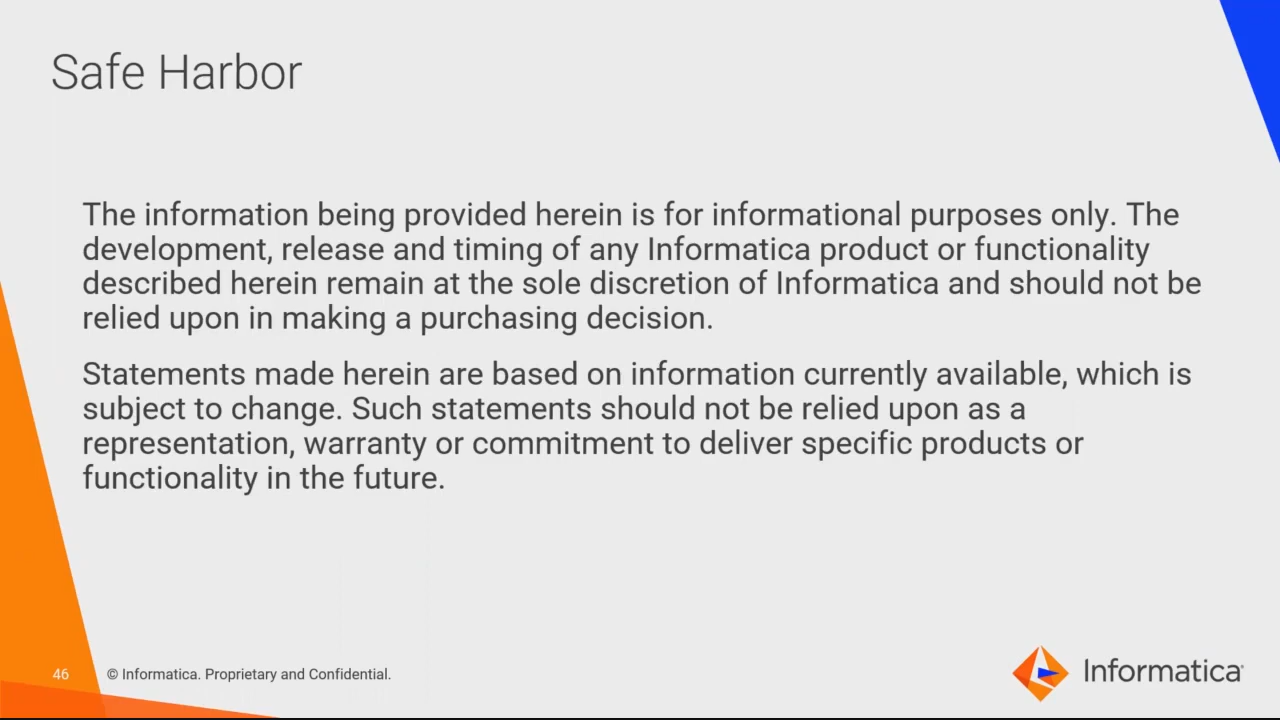 Safe Harbor
The information being provided herein is for informational purposes only. The
development, release and timing of any Informatica product or functionality
described herein remain at the sole discretion of Informatica and should not be
relied upon in making a purchasing decision.
Statements made herein are based on information currently available, which is
subject to change. Such statements should not be relied upon as a
representation, warranty or commitment to deliver specific products or
functionality in the future.
46 © Informatica. Proprietary and Confidential.
Informatica